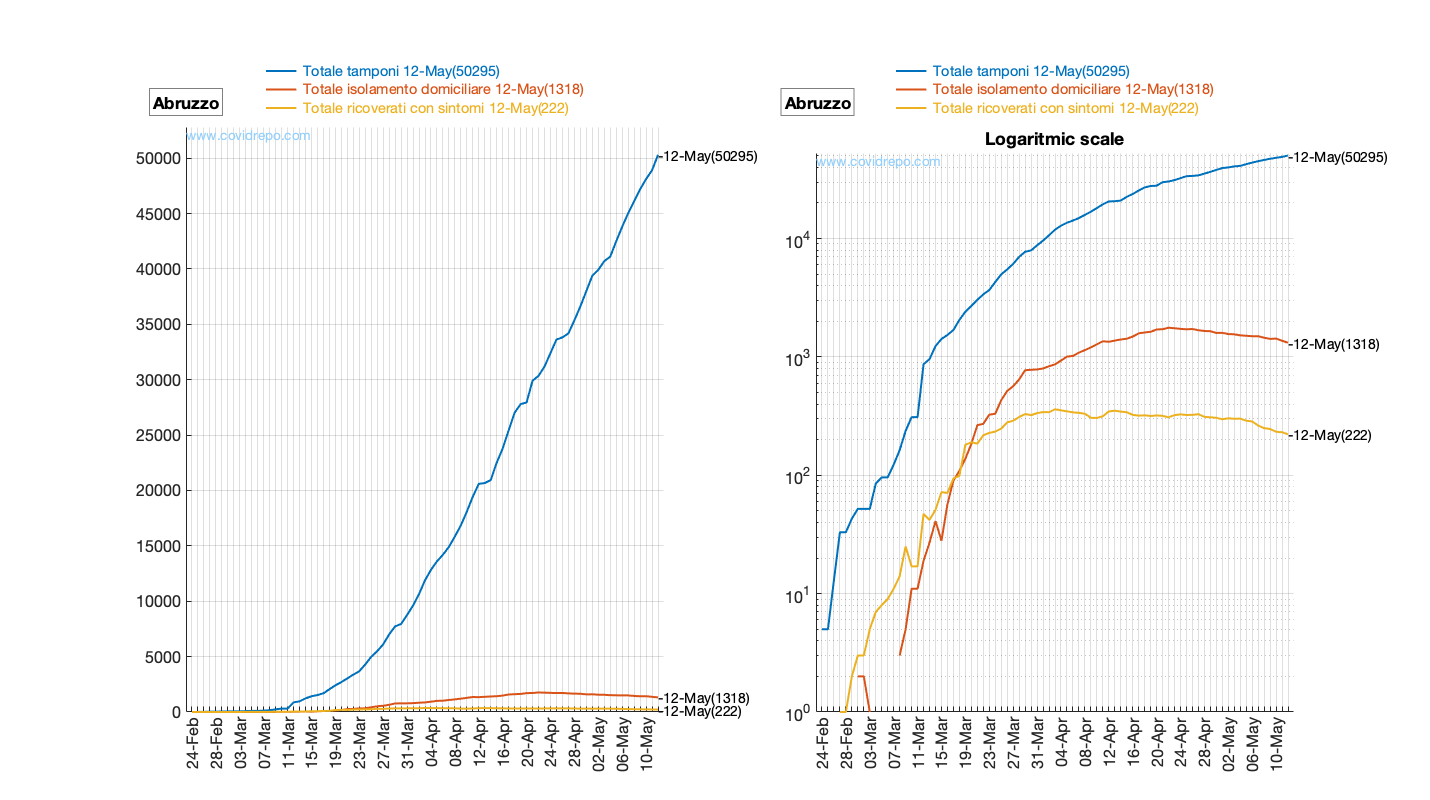 Totale tamponi 12-May(50295)
Totale isolamento domiciliare 12-May(1318)
Totale ricoverati con sintomi 12-May(222)
Abruzzo
www.covidrepo.com
50000
45000
40000
35000
30000
25000
20000
15000
10000
5000
0
12-May(50295)
12-May(1318)
12-May(222)
24-Feb
28-Feb
03-Mar
07-Mar
11-Mar
15-Mar
19-Mar
23-Mar
27-Mar
31-Mar
04-Apr
08-Apr
12-Apr
16-Apr
20-Apr
24-Apr
28-Apr
02-May
06-May
10-May
Totale tamponi 12-May(50295)
Totale isolamento domiciliare 12-May(1318)
Totale ricoverati con sintomi 12-May(222)
Abruzzo
Logaritmic scale
www.covidrepo.com
10^4
10^3
10^2
10^1
10^0
12-May(50295)
12-May(1318)
12-May(222)
24-Feb
28-Feb
03-Mar
07-Mar
11-Mar
15-Mar
19-Mar
23-Mar
27-Mar
31-Mar
04-Apr
08-Apr
12-Apr
16-Apr
20-Apr
24-Apr
28-Apr
02-May
06-May
10-May